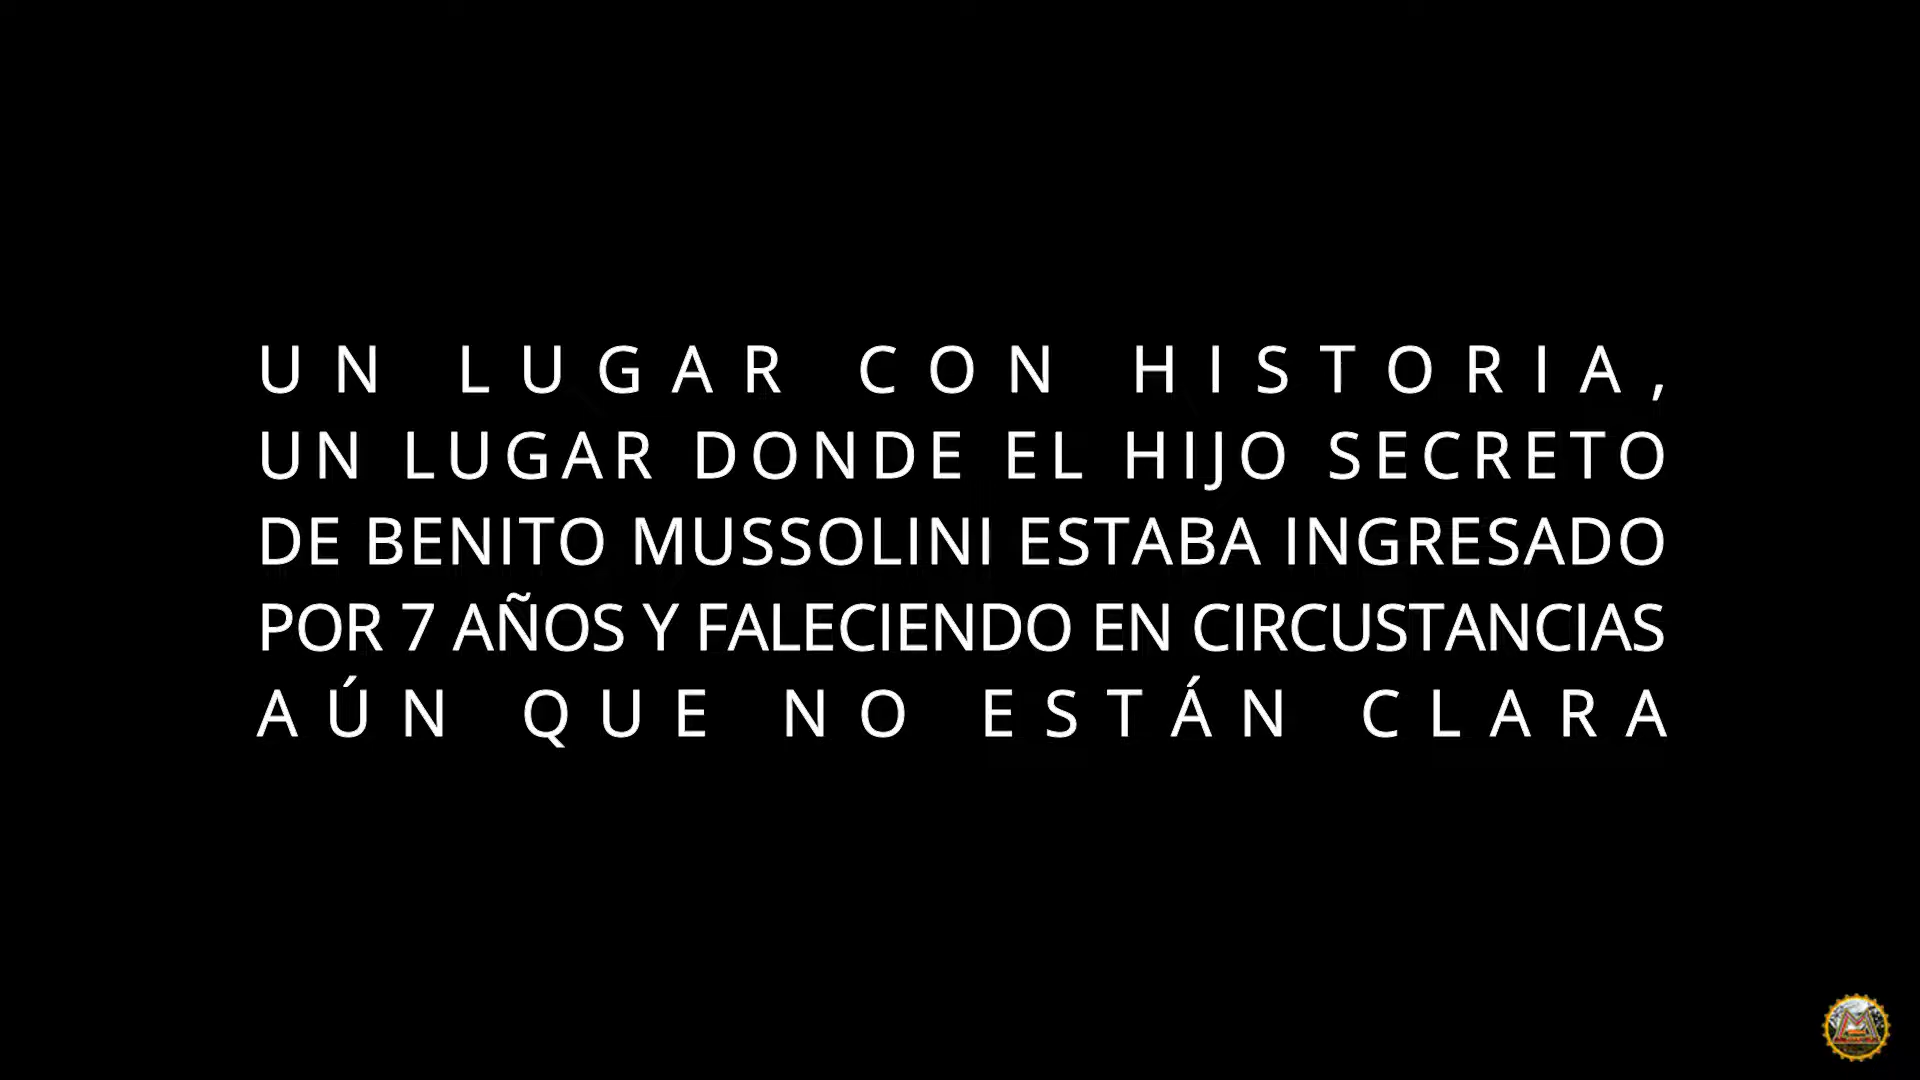 UN LUGAR CON HISTORIA,
UN LUGAR DONDE EL HIJO SECRETO
DE BENITO MUSSOLINI ESTABA INGRESADO
POR 7 AÑOS Y FALECIENDO EN CIRCUSTANCIAS
AÚN QUE NO ESTÁN CLARA